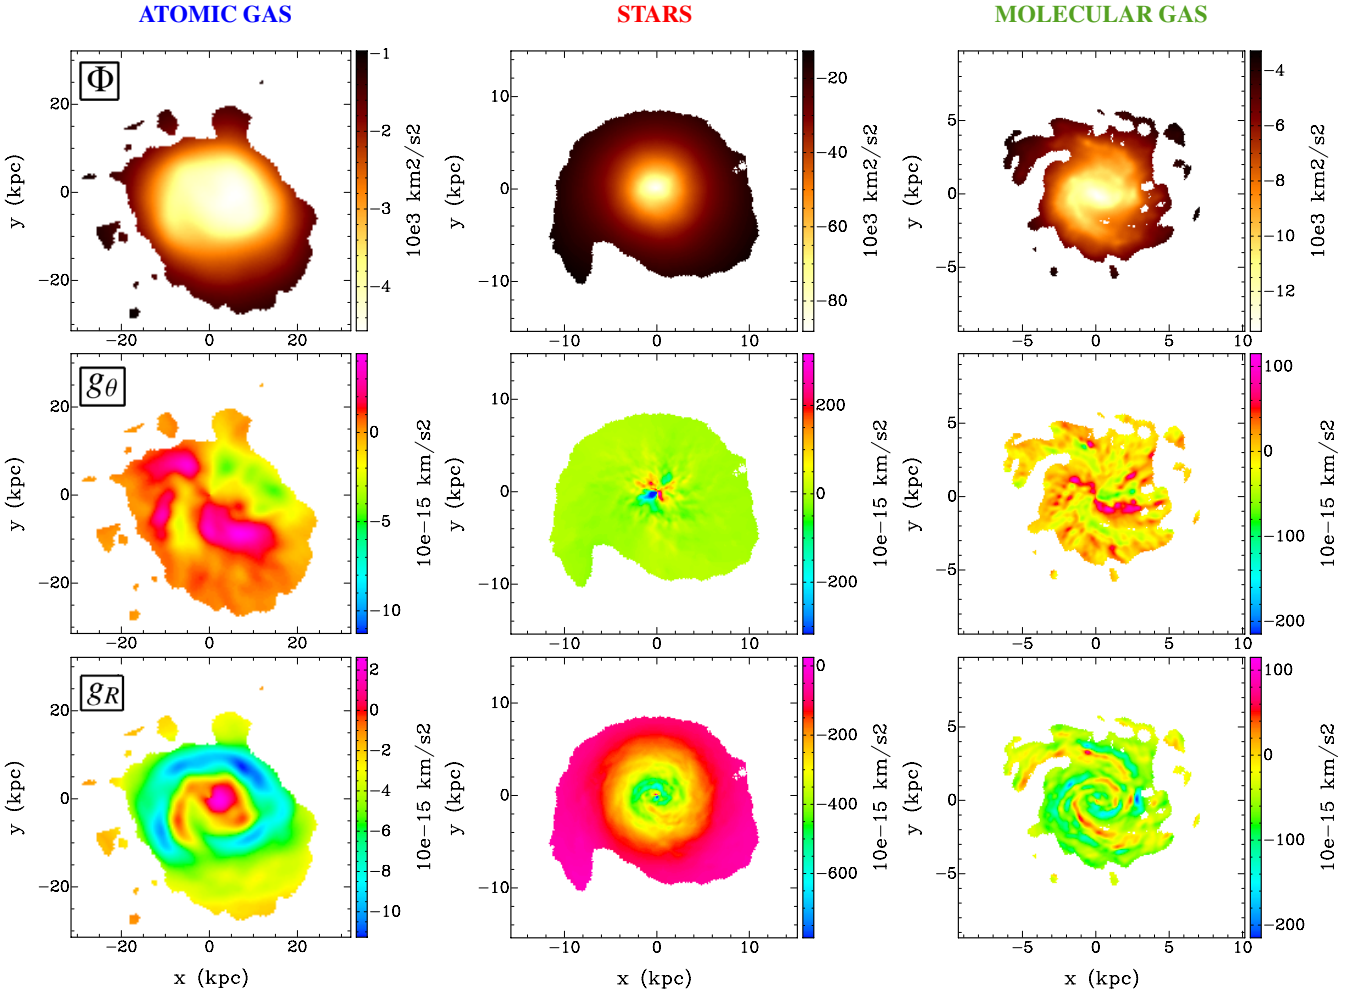 ATOMIC GAS STARS MOLECULAR GAS
Φ
y (kpc)
20
0
−20
−20 0 20
−1
−2
−3
−4
10e3 km2/s2
y (kpc)
10
0
−10
−10 0 10
−20
−40
−60
−80
10e3 km2/s2
y (kpc)
5
0
−5
−5 0 5 10
−4
−6
−8
−10
−12
10e3 km2/s2
gθ
y (kpc)
20
0
−20
−20 0 20
0
−5
−10
10e−15 km/s2
y (kpc)
10
0
−10
−10 0 10
200
0
−200
10e−15 km/s2
y (kpc)
5
0
−5
−5 0 5 10
100
0
−100
−200
10e−15 km/s2
gR
y (kpc)
20
0
−20
−20 0 20
x (kpc)
2
0
−2
−4
−6
−8
−10
10e−15 km/s2
y (kpc)
10
0
−10
−10 0 10
x (kpc)
0
−200
−400
−600
10e−15 km/s2
y (kpc)
5
0
−5
−5 0 5 10
x (kpc)
100
0
−100
−200
10e−15 km/s2